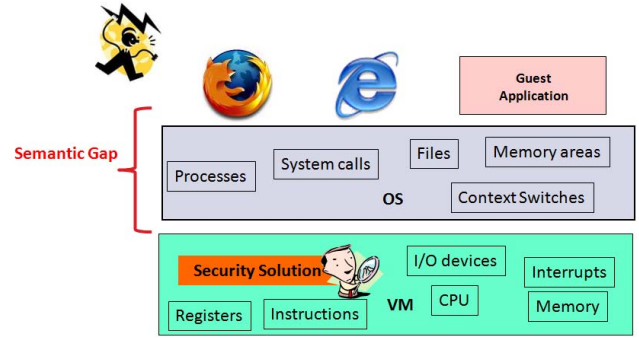 Guest
Application
Semantic Gap
Processes
System calls
Files
Memory areas
OS
Context Switches
Security Solution
I/O devices
Interrupts
Registers
Instructions
VM
CPU
Memory